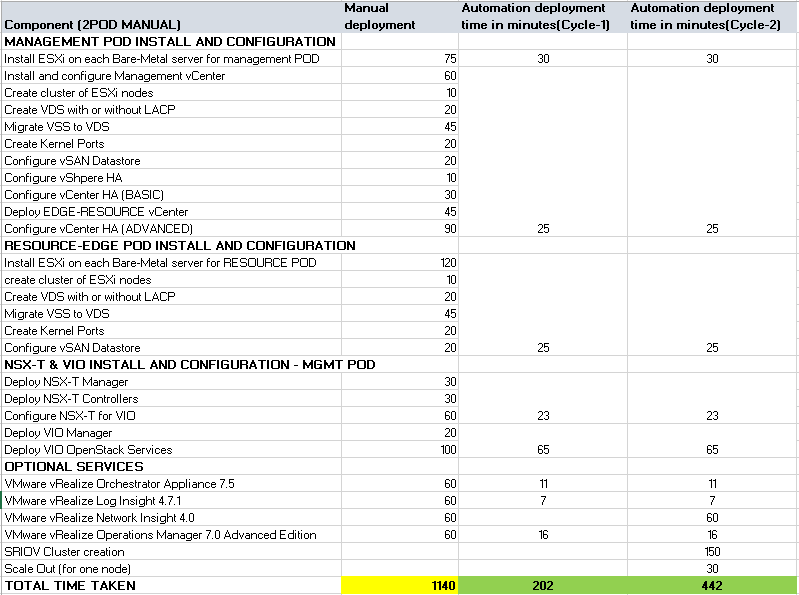 Component (2POD MANUAL) Manual deployment Automation deployment time in minutes(Cycle-1) Automation deployment time in minutes(Cycle-2)
MANAGEMENT POD INSTALL AND CONFIGURATION
Install ESXi on each Bare-Metal server for management POD 75 30 30
Install and configure Management vCenter 60
Create cluster of ESXi nodes 10
Create VDS with or without LACP 20
Migrate VSS to VDS 45
Create Kernel Ports 20
Configure vSAN Datastore 20
Configure vShpere HA 10
Configure vCenter HA (BASIC) 30
Deploy EDGE-RESOURCE vCenter 45
Configure vCenter HA (ADVANCED) 90 25 25
RESOURCE-EDGE POD INSTALL AND CONFIGURATION
Install ESXi on each Bare-Metal server for RESOURCE POD 120
create cluster of ESXi nodes 10
Create VDS with or without LACP 20
Migrate VSS to VDS 45
Create Kernel Ports 20
Configure vSAN Datastore 20 25 25
NSX-T & VIO INSTALL AND CONFIGURATION - MGMT POD
Deploy NSX-T Manager 30
Deploy NSX-T Controllers 30
Configure NSX-T for VIO 60 23 23
Deploy VIO Manager 20
Deploy VIO OpenStack Services 100 65 65
OPTIONAL SERVICES
VMware vRealize Orchestrator Appliance 7.5 60 11 11
VMware vRealize Log Insight 4.7.1 60 7 7
VMware vRealize Network Insight 4.0 60 60
VMware vRealize Operations Manager 7.0 Advanced Edition 60 16 16
SRIOV Cluster creation 150
Scale Out (for one node) 30
TOTAL TIME TAKEN 1140 202 442